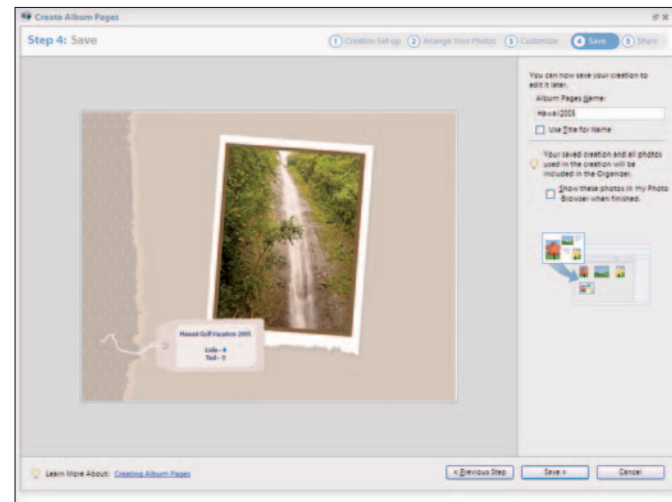 Create Album Pages
Step 4: Save
1 Creation Set-up 2 Arrange Your Photos 3 Customize 4 Save 5 Share
You can now save your creation to
edit it later.
Album Pages Name:
Hawaii2005
Use Title for Name
Your saved creation and all photos
used in the creation will be
included in the Organizer.
Show these photos in my Photo
Browser when finished.
Hawaii Golf Vacation 2005
Lola - 4
Ted - 0
Learn More About: Creating Album Pages
< Previous Step
Save >
Cancel